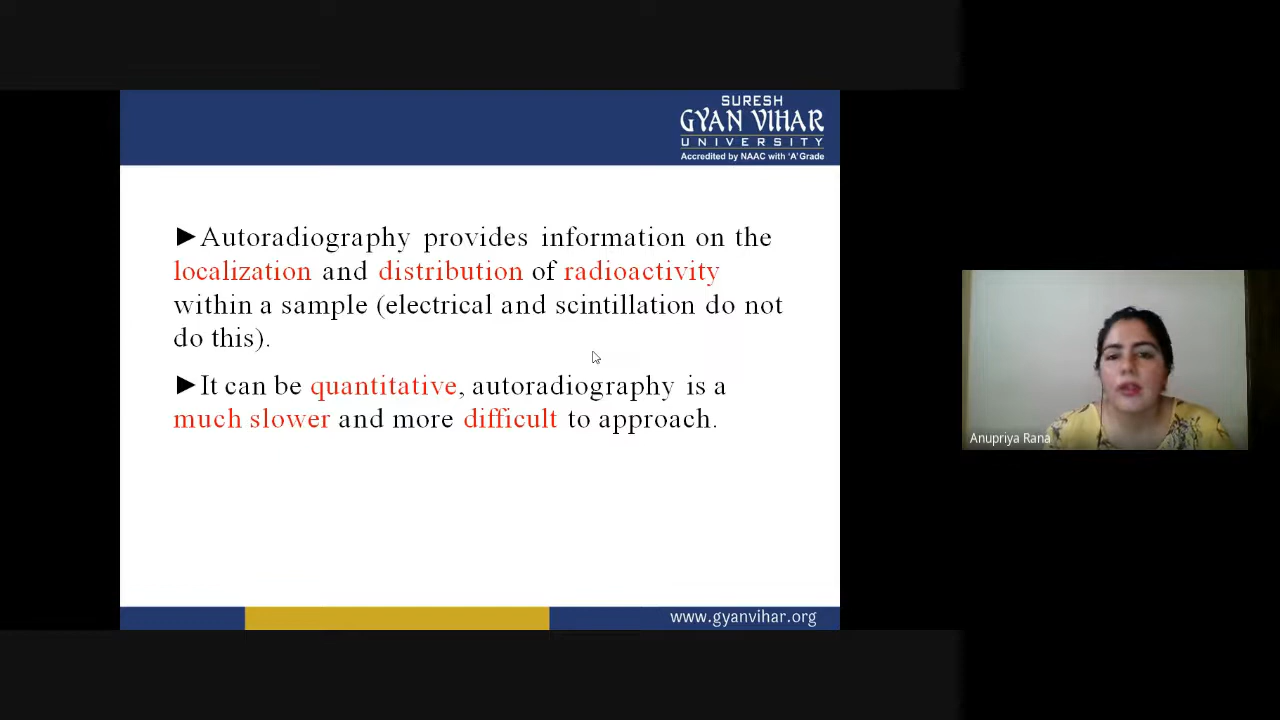 SURESH
GYAN VIHAR
UNIVERSITY
Accredited by NAAC with 'A' Grade
►Autoradiography provides information on the
localization and distribution of radioactivity
within a sample (electrical and scintillation do not
do this).
►It can be quantitative, autoradiography is a
much slower and more difficult to approach.
Anupriya Rana
www.gyanvihar.org